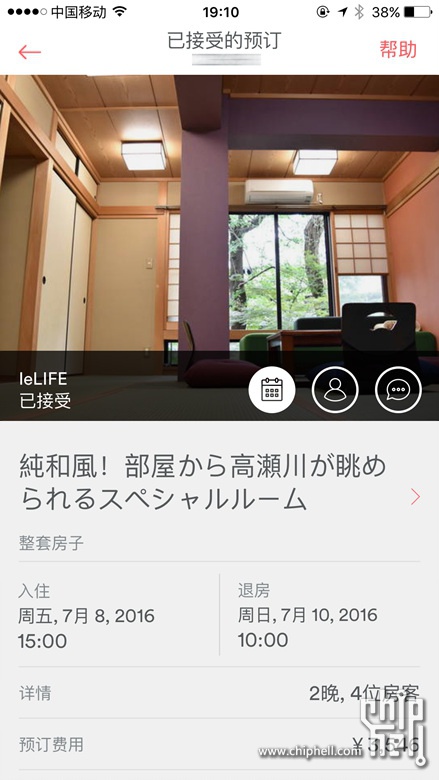 中国移动
19:10
38%
已接受的预订
帮助
IeLIFE
已接受
純和風！部屋から高瀬川が眺め
られるスペシャルルーム
整套房子
入住
周五, 7月 8, 2016
15:00
退房
周日, 7月 10, 2016
10:00
详情
2晚, 4位房客
预订费用
¥3,546
www.chiphell.com